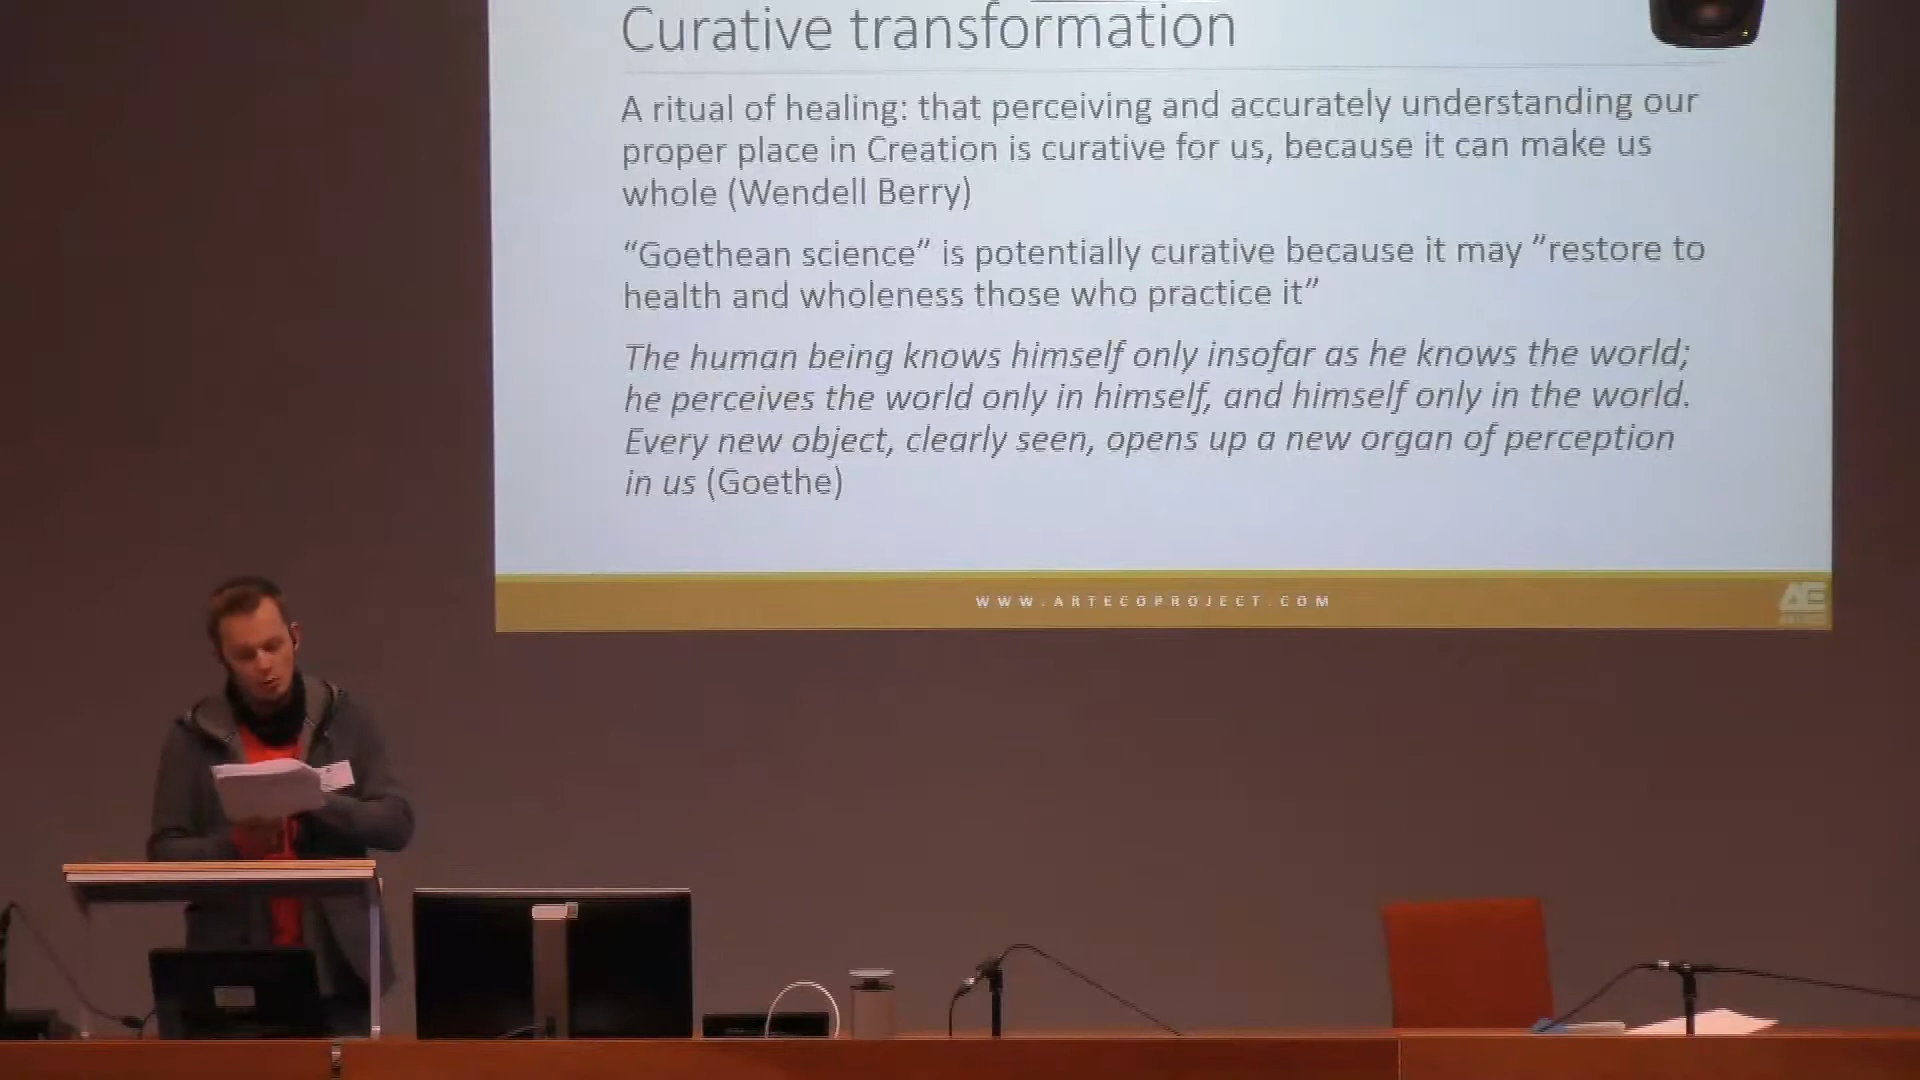 Curative transformation
A ritual of healing: that perceiving and accurately understanding our
proper place in Creation is curative for us, because it can make us
whole (Wendell Berry)
“Goethean science” is potentially curative because it may ”restore to
health and wholeness those who practice it”
The human being knows himself only insofar as he knows the world;
he perceives the world only in himself, and himself only in the world.
Every new object, clearly seen, opens up a new organ of perception
in us (Goethe)
WWW.ARTECOPROJECT.COM
AE